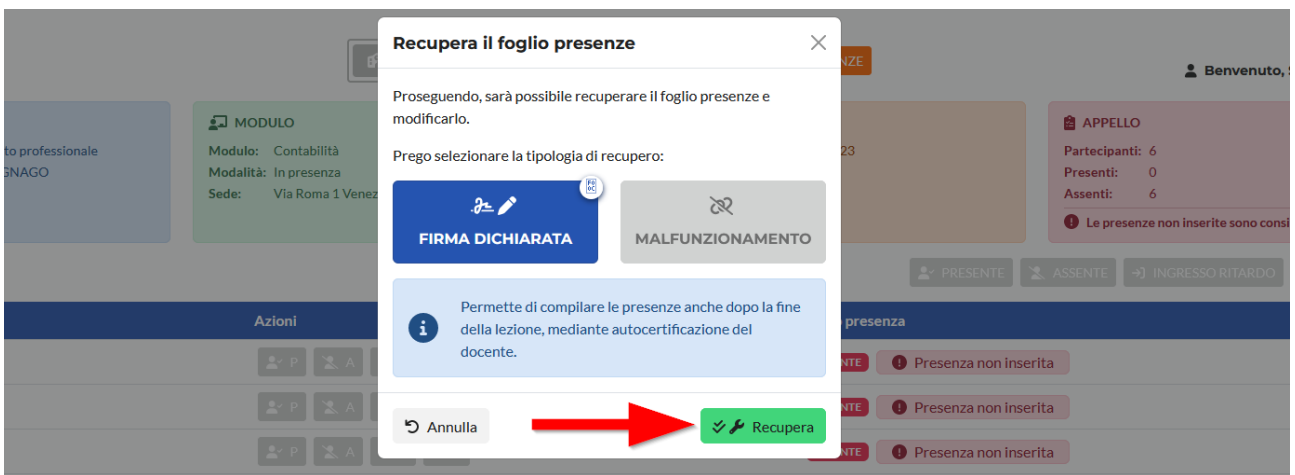 Recupera il foglio presenze
NZE
Benvenuto,
Proseguendo, sarà possibile recuperare il foglio presenze e
modificarlo.
Prego selezionare la tipologia di recupero:
to professionale
GNAGO
MODULO
Modulo: Contabilità
Modalità: In presenza
Sede: Via Roma 1 Venez
23
APPELLO
Partecipanti: 6
Presenti: 0
Assenti: 6
Le presenze non inserite sono consi
FIRMA DICHIARATA
MALFUNZIONAMENTO
PRESENTE
ASSENTE
INGRESSO RITARDO
Permette di compilare le presenze anche dopo la fine
della lezione, mediante autocertificazione del
docente.
Azioni
presenza
P A
NTE Presenza non inserita
P A
NTE Presenza non inserita
Annulla
Recupera
P A
NTE Presenza non inserita